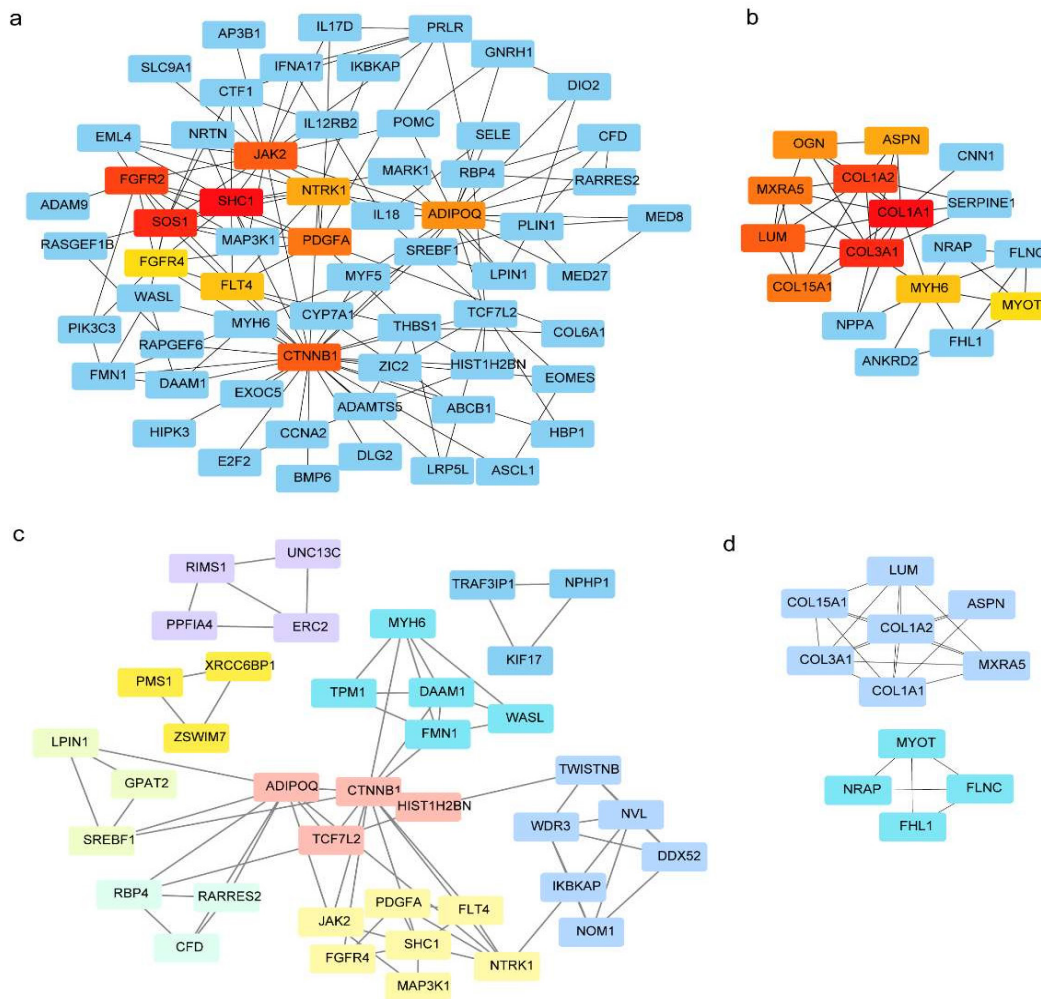 a
IL17D
PRLR
AP3B1
GNRH1
SLC9A1
IFNA17
IKBKAP
CTF1
DIO2
IL12RB2
POMC
EML4
NRTN
SELE
CFD
JAK2
MARK1
RBP4
RARRES2
FGFR2
SHC1
NTRK1
ADAM9
SOS1
IL18
ADIPOQ
PLIN1
MED8
RASGEF1B
MAP3K1
PDGFA
SREBF1
FGFR4
MYF5
LPIN1
MED27
FLT4
WASL
CYP7A1
TCF7L2
PIK3C3
MYH6
THBS1
COL6A1
RAPGEF6
CTNNB1
ZIC2
HIST1H2BN
FMN1
DAAM1
EOMES
EXOC5
ADAMTS5
ABCB1
HIPK3
CCNA2
HBP1
E2F2
DLG2
LRP5L
ASCL1
BMP6
b
OGN
ASPN
CNN1
MXRA5
COL1A2
COL1A1
SERPINE1
LUM
COL3A1
NRAP
FLNC
COL15A1
MYH6
MYOT
NPPA
FHL1
ANKRD2
c
UNC13C
RIMS1
PPFIA4
ERC2
TRAF3IP1
NPHP1
KIF17
MYH6
XRCC6BP1
PMS1
ZSWIM7
TPM1
DAAM1
WASL
FMN1
LPIN1
GPAT2
SREBF1
ADIPOQ
CTNNB1
HIST1H2BN
TCF7L2
TWISTNB
WDR3
NVL
DDX52
IKBKAP
NOM1
RBP4
RARRES2
CFD
PDGFA
FLT4
JAK2
SHC1
FGFR4
MAP3K1
NTRK1
d
LUM
COL15A1
ASPN
COL1A2
COL3A1
MXRA5
COL1A1
MYOT
NRAP
FLNC
FHL1